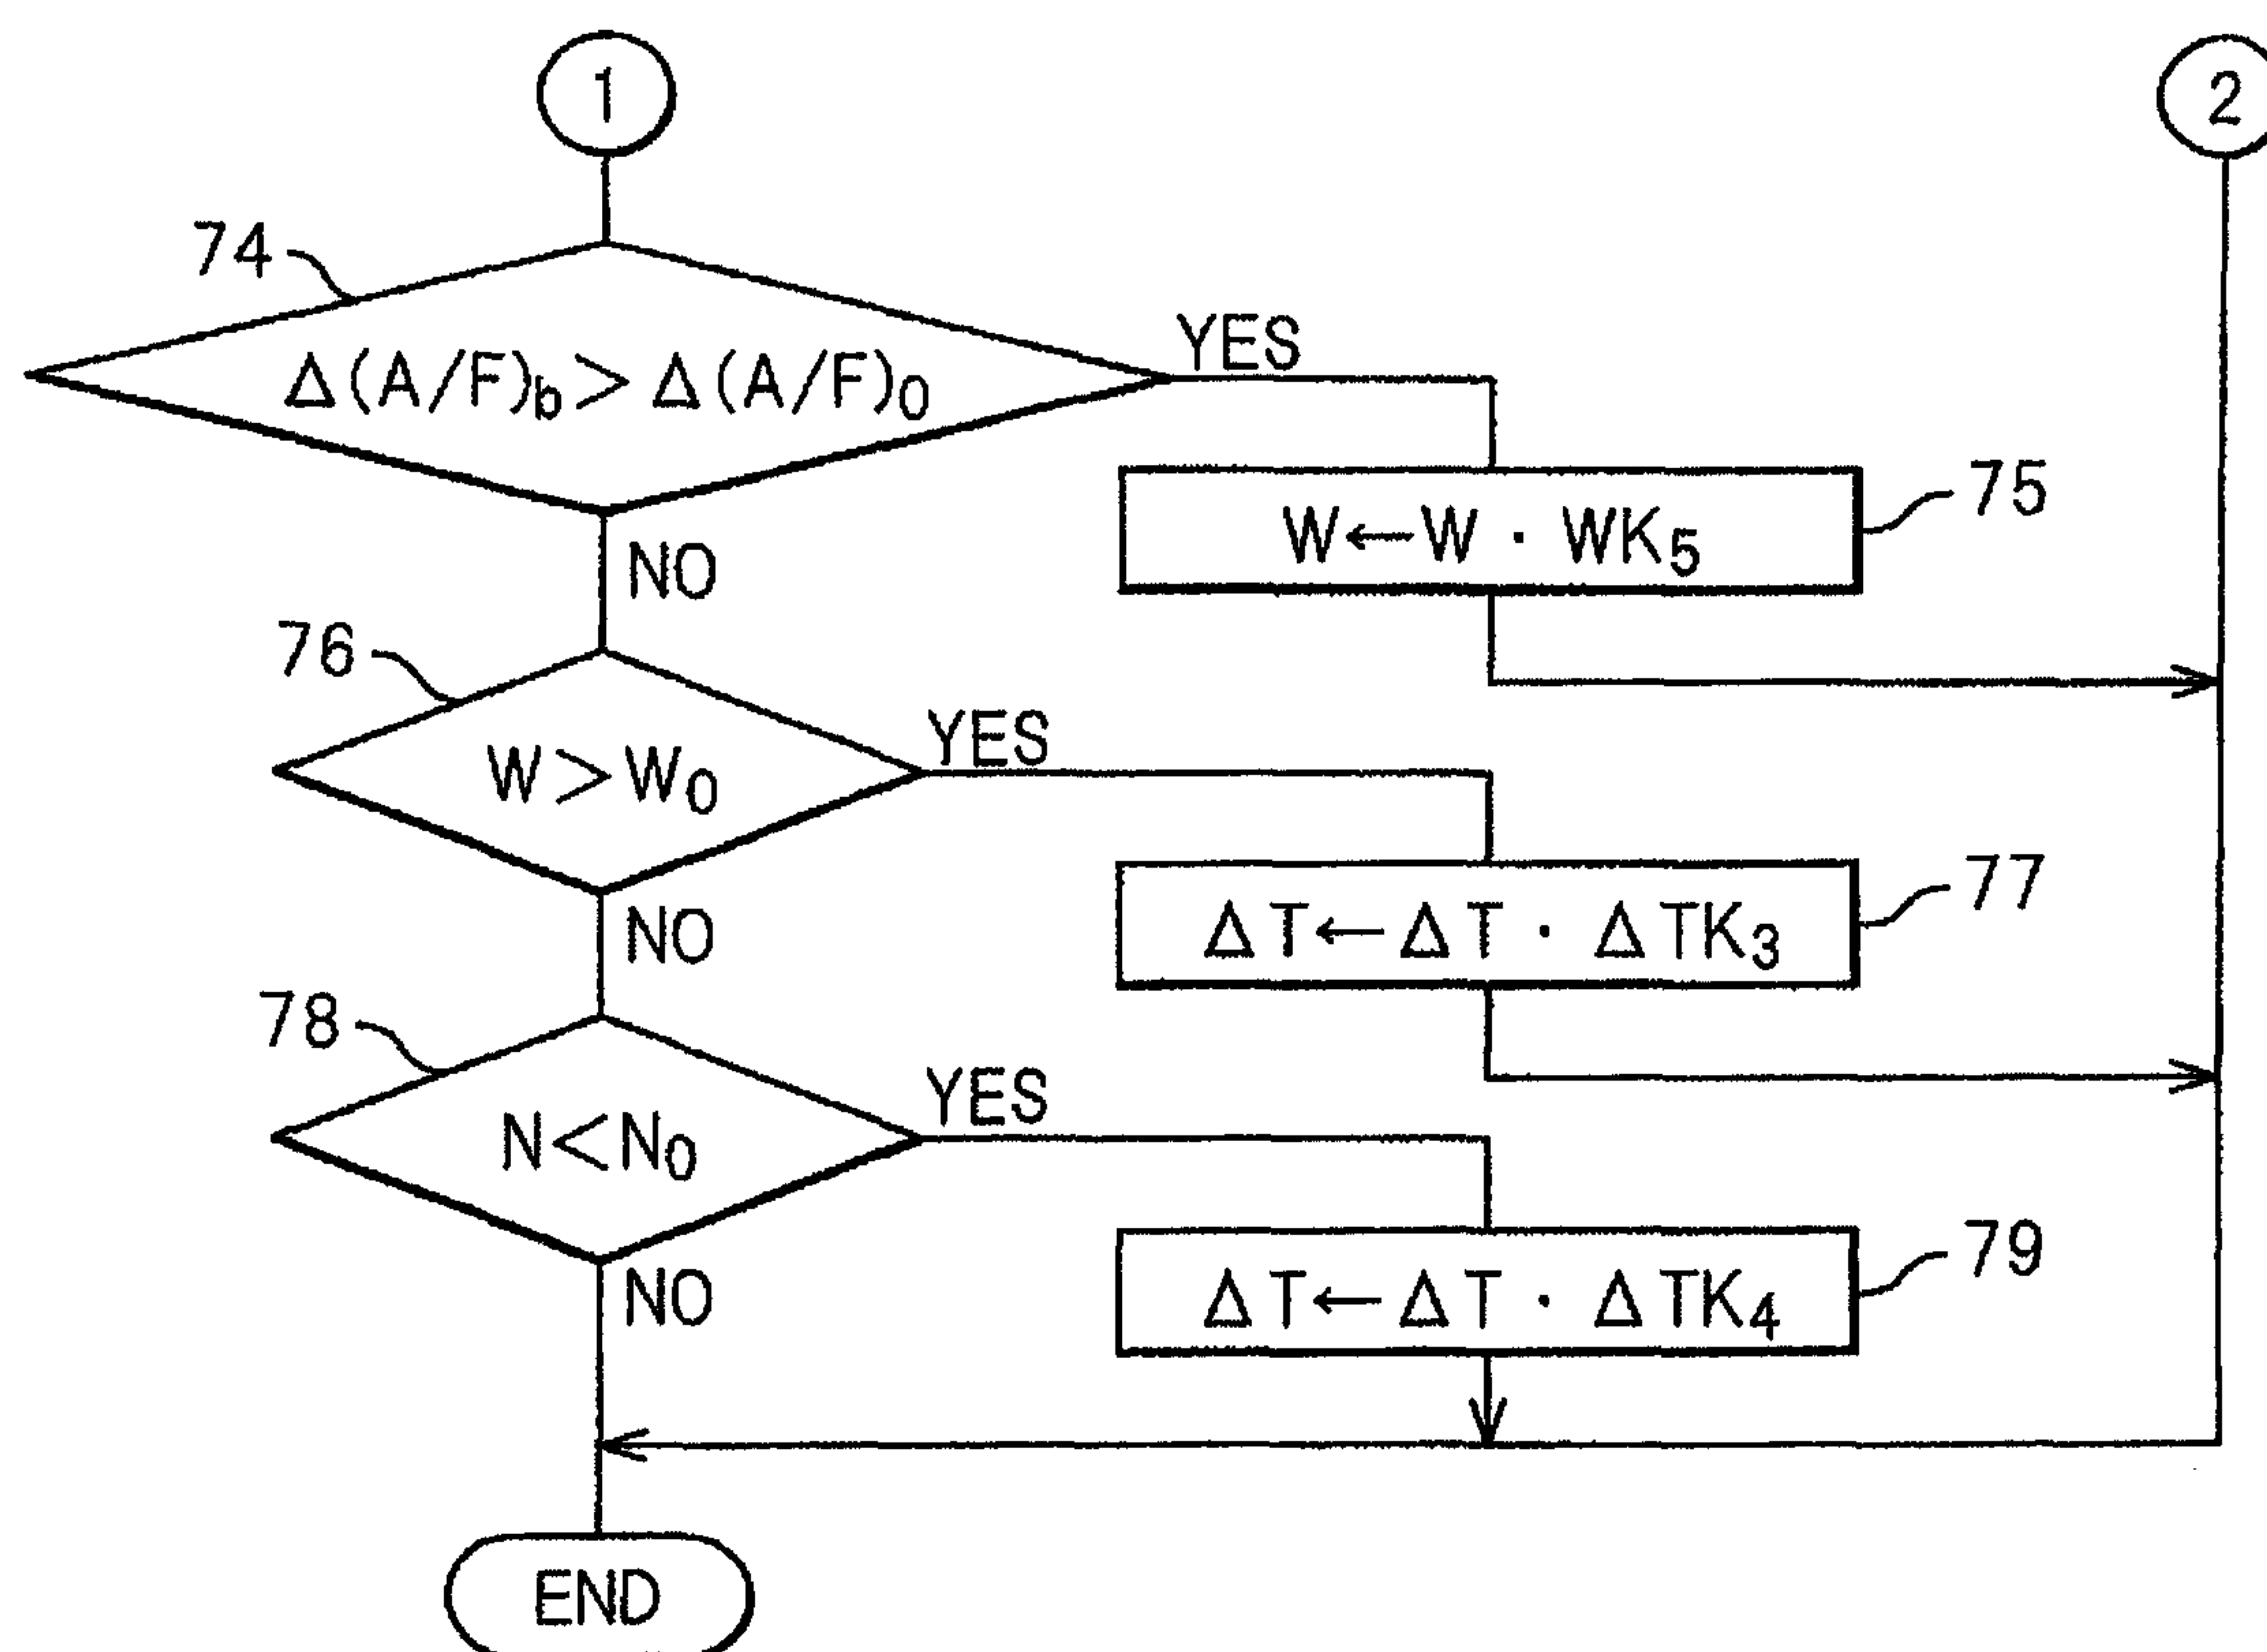 1
2
74
Δ(A/F)b>Δ(A/F)0
YES
75
W←W・WK5
NO
76
W>W0
YES
77
ΔT←ΔT・ΔTK3
NO
78
N<N0
YES
79
ΔT←ΔT・ΔTK4
NO
END